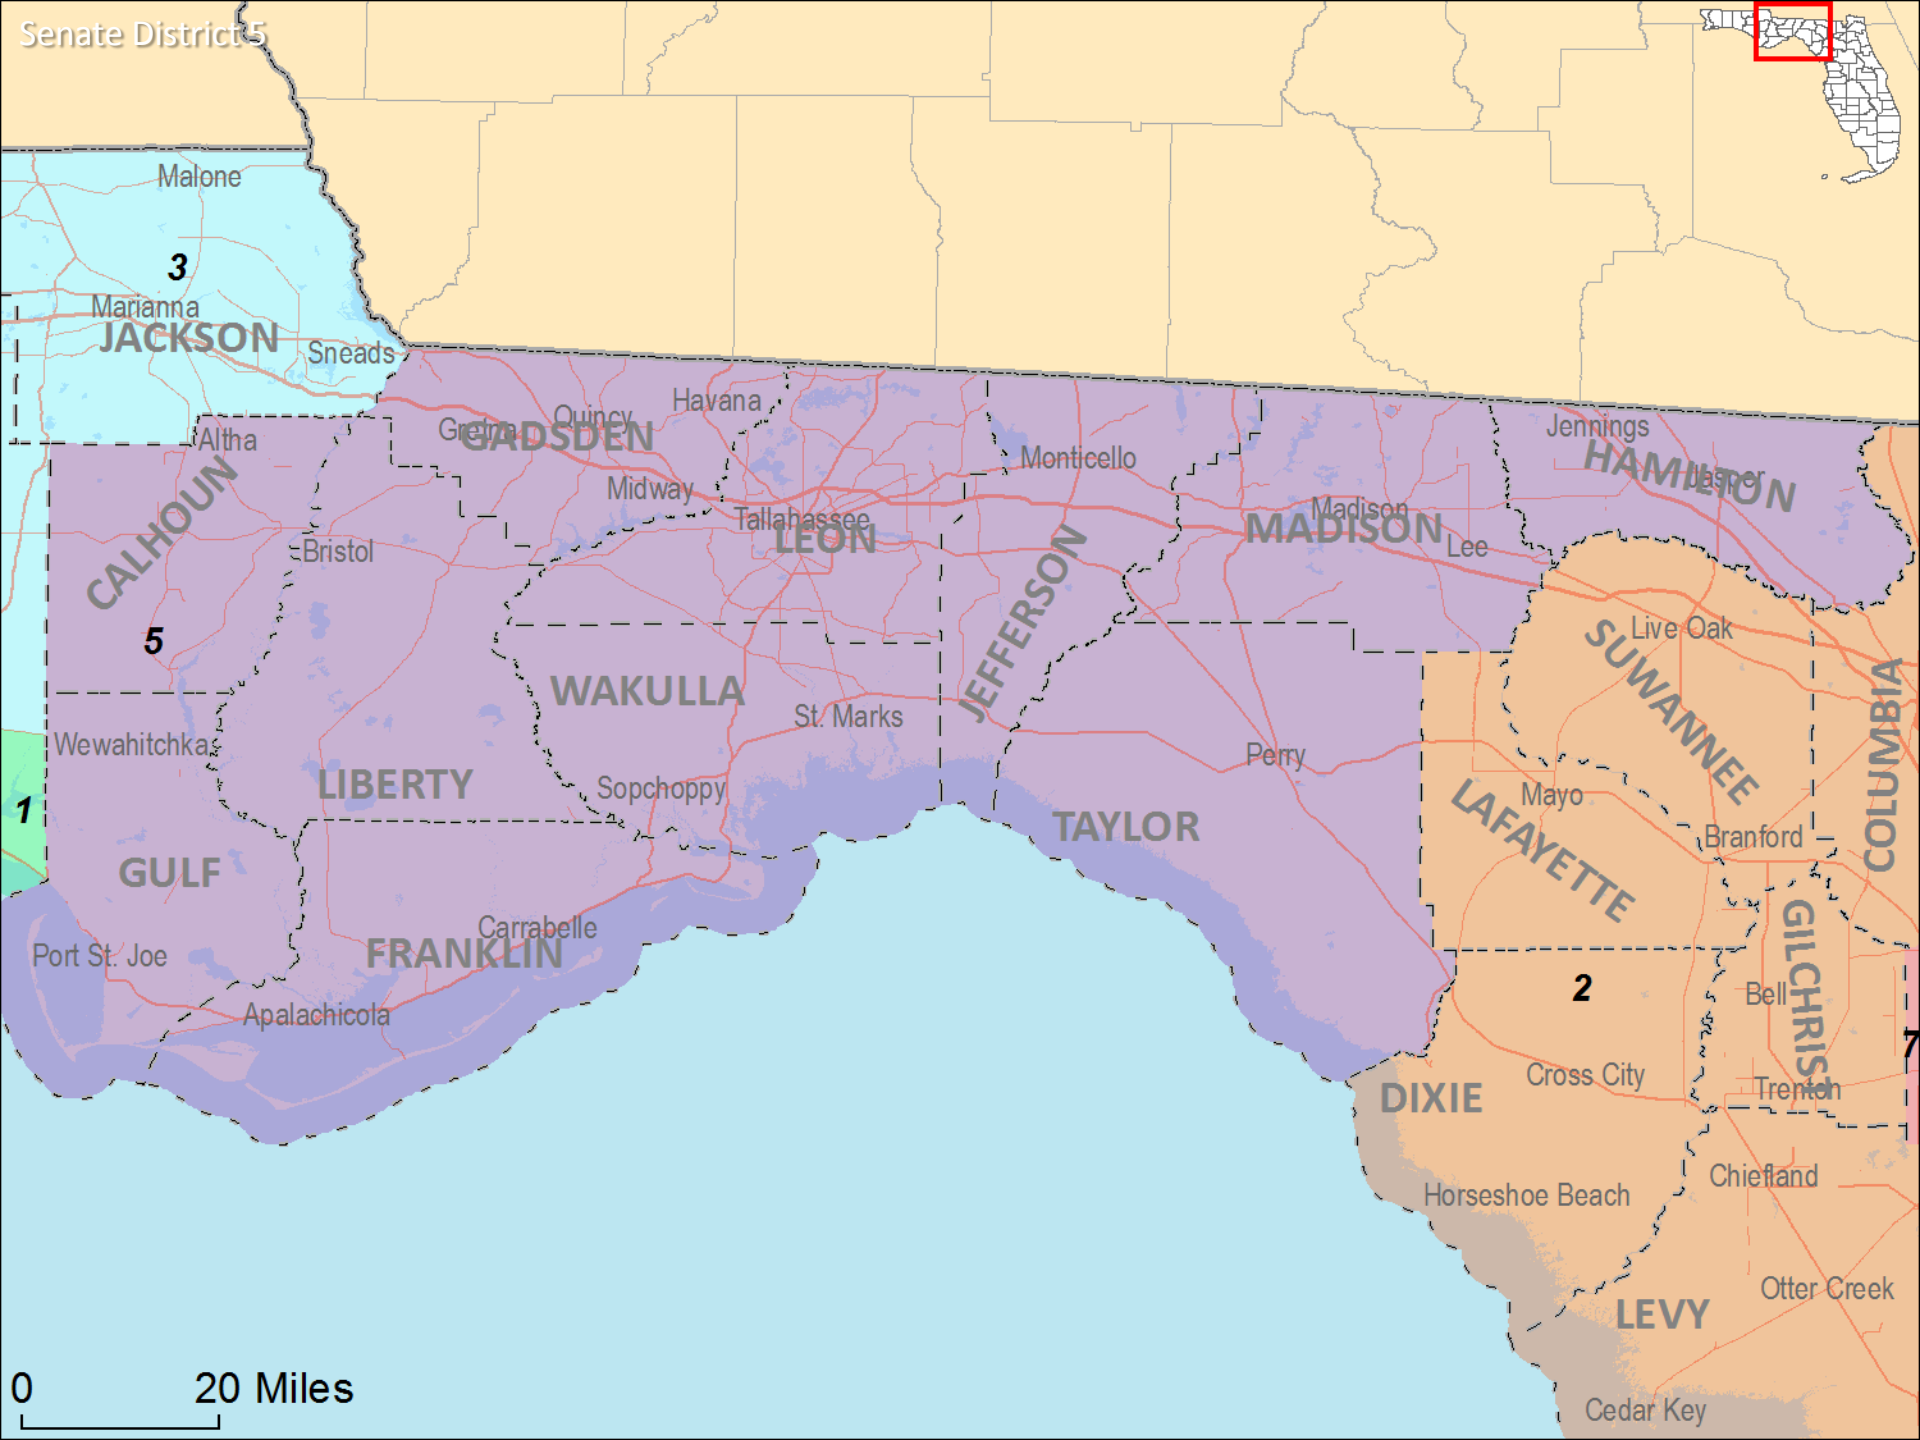 Senate District 5
Malone
3
Marianna
JACKSON
Sneads
Altha
Havana
Quincy
Gretna
GADSDEN
Midway
Monticello
Jennings
HAMILTON
Jasper
CALHOUN
Bristol
Tallahassee
LEON
JEFFERSON
Madison
MADISON
Lee
5
Live Oak
SUWANNEE
COLUMBIA
WAKULLA
St. Marks
Wewahitchka
LIBERTY
Sopchoppy
Perry
1
TAYLOR
Mayo
LAFAYETTE
Branford
GULF
Carrabelle
FRANKLIN
Port St. Joe
Apalachicola
2
Bell
GILCHRIST
7
Cross City
Trenton
DIXIE
Chiefland
Horseshoe Beach
Otter Creek
LEVY
0 20 Miles
Cedar Key